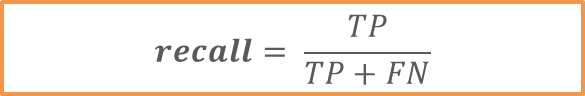 recall = TP / TP + FN